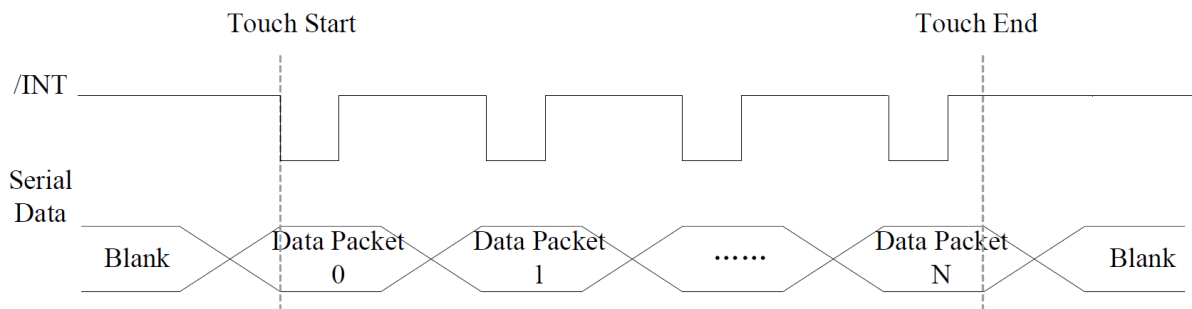 Touch Start
Touch End
/INT
Serial
Data
Blank
Data Packet
0
Data Packet
1
......
Data Packet
N
Blank